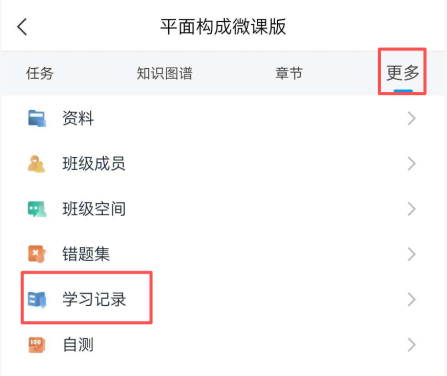 平面构成微课版
任务 知识图谱 章节 更多
资料
班级成员
班级空间
错题集
学习记录
100 自测